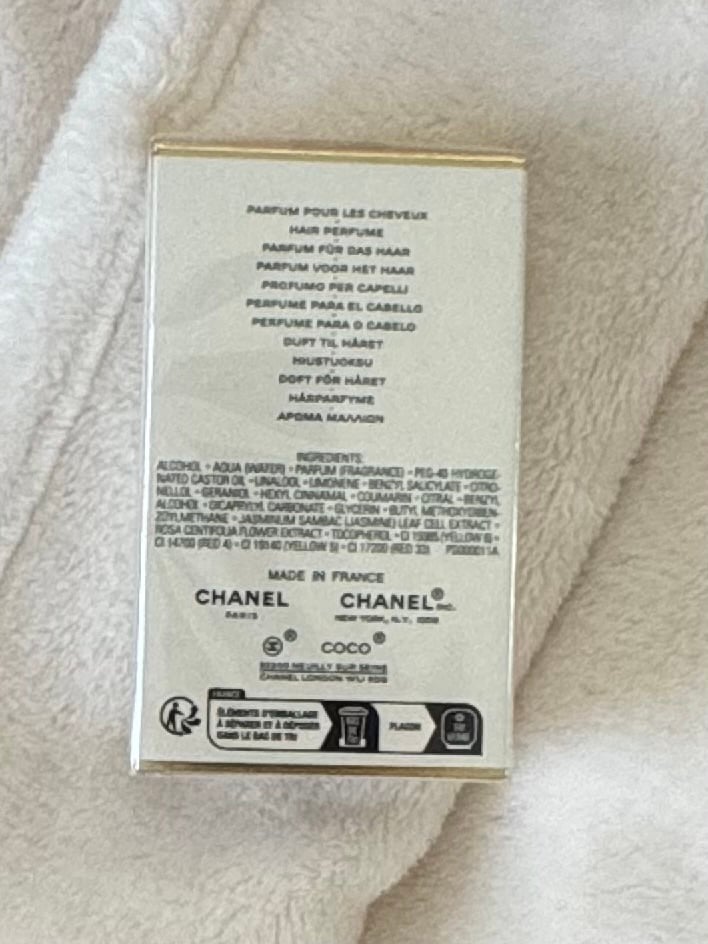 PARFUM POUR LES CHEVEUX
HAIR PERFUME
PARFUM FÜR DAS HAAR
PARFUM VOOR HET HAAR
PROFUMO PER CAPELLI
PERFUME PARA EL CABELLO
PERFUME PARA O CABELO
DUFT TIL HÅRET
HIUSTUOKSU
DOFT FÖR HÅRET
HÅRPARFYME
ΑΡΩΜΑ ΜΑΛΛΙΩΝ
INGREDIENTS:
ALCOHOL • AQUA (WATER) • PARFUM (FRAGRANCE) • PEG-40 HYDROGE-
NATED CASTOR OIL • LINALOOL • LIMONENE • BENZYL SALICYLATE • CITRO-
NELLOL • GERANIOL • HEXYL CINNAMAL • COUMARIN • CITRAL • BENZYL
ALCOHOL • DICAPRYLYL CARBONATE • GLYCERIN • BUTYL METHOXYDIBEN-
ZOYLMETHANE • JASMINUM SAMBAC (JASMINE) LEAF CELL EXTRACT •
ROSA CENTIFOLIA FLOWER EXTRACT • TOCOPHEROL • CI 15985 (YELLOW 6) •
CI 14700 (RED 4) • CI 19140 (YELLOW 5) • CI 17200 (RED 33)
MADE IN FRANCE
CHANEL CHANEL® INC.
PARIS NEW YORK, N.Y.
® COCO®
92200 NEUILLY SUR SEINE
CHANEL LONDON
FRANCE
ÉLÉMENTS D'EMBALLAGE
À SÉPARER ET À DÉPOSER
DANS LE BAC DE TRI
BAC DE TRI